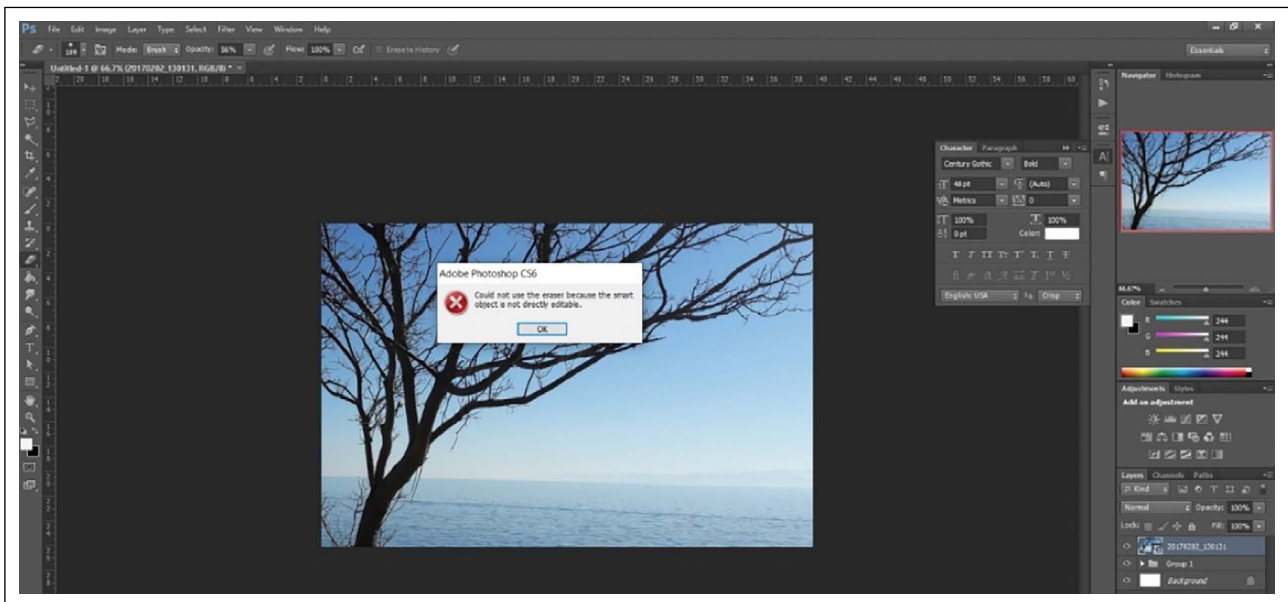 Ps File Edit Image Layer Type Select Filter View Window Help
189 Mode: Brush Opacity: 56% Flow: 100% Erase to History Essentials
Untitled-1 @ 66.7% (20170202_130131, RGB/8) * ×
Navigator Histogram
66.67%
Character Paragraph
Century Gothic Bold
48 pt (Auto)
Metrics 0
100% 100%
0 pt Color:
English: USA Crisp
Adobe Photoshop CS6
Could not use the eraser because the smart
object is not directly editable.
OK
Color Swatches
R 244
G 244
B 244
Adjustments Styles
Add an adjustment
Layers Channels Paths
Kind
Normal Opacity: 100%
Lock: Fill: 100%
20170202_130131
Group 1
Background